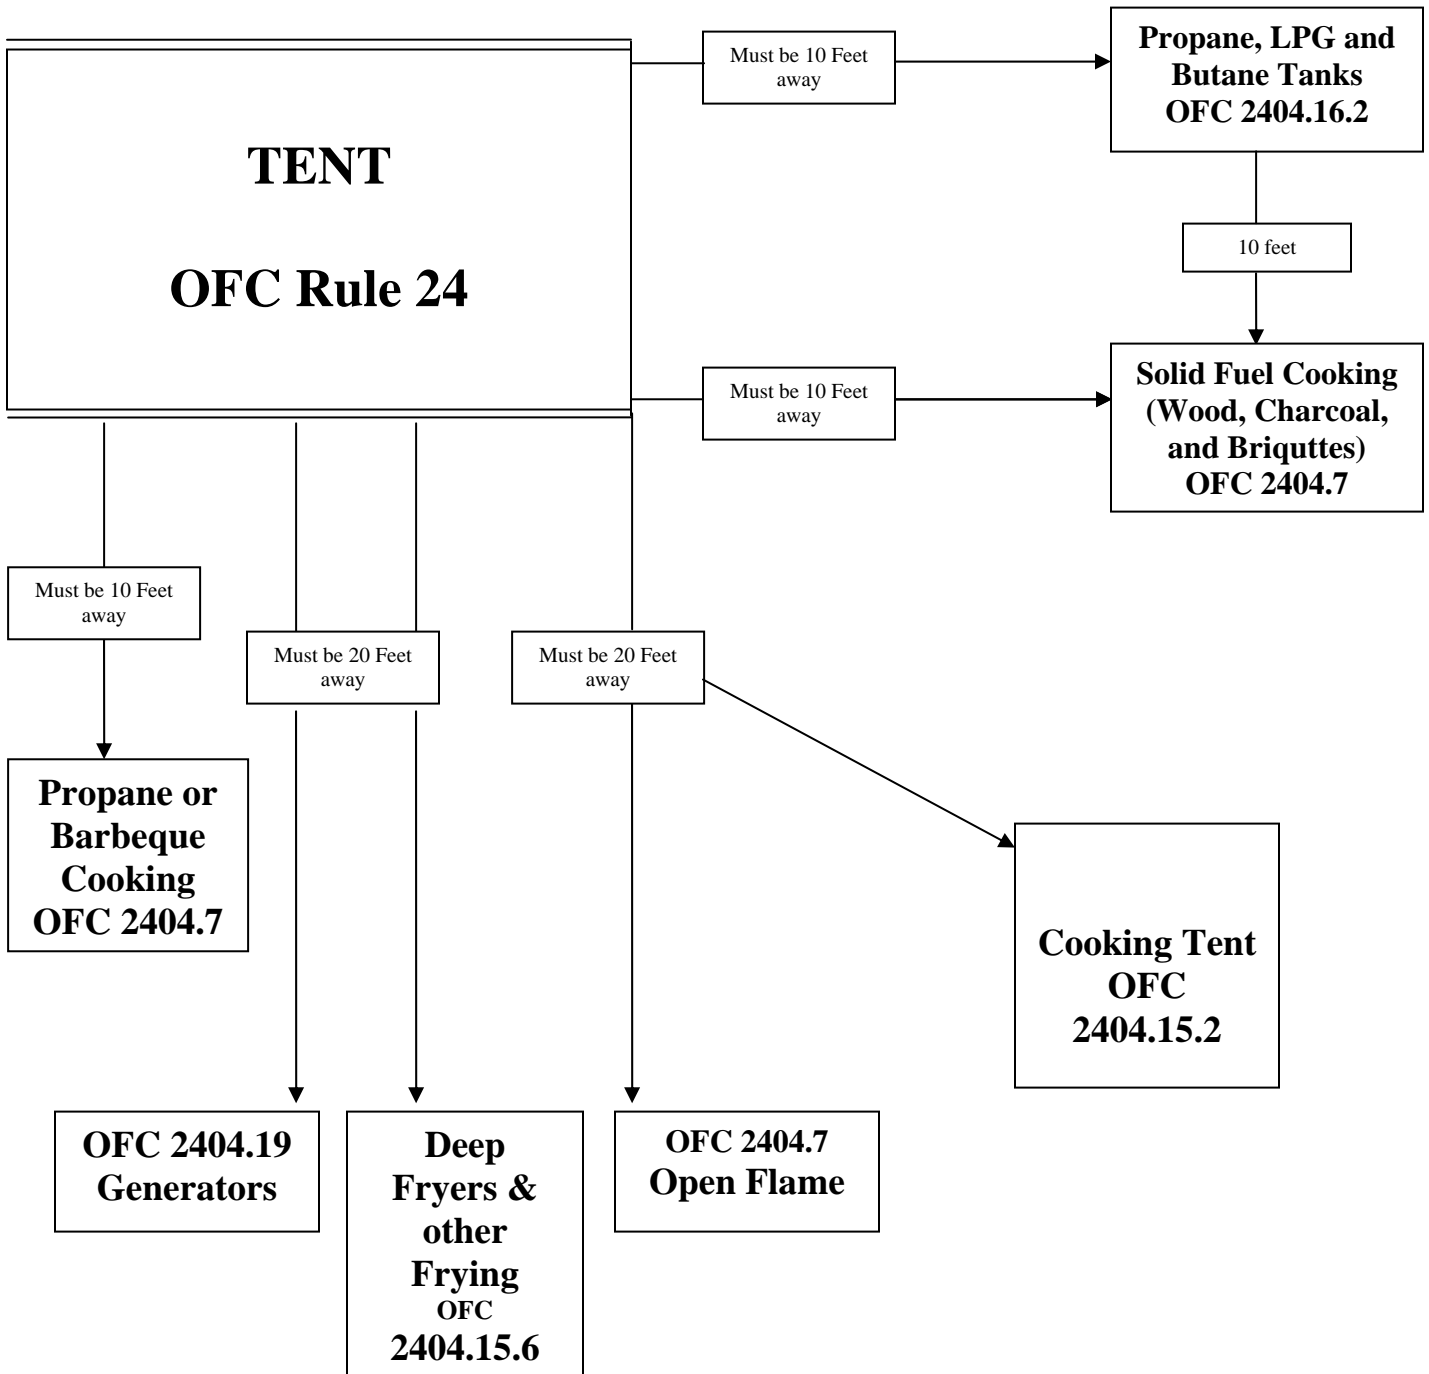 TENT
OFC Rule 24
Must be 10 Feet
away
Propane, LPG and
Butane Tanks
OFC 2404.16.2
10 feet
Must be 10 Feet
away
Solid Fuel Cooking
(Wood, Charcoal,
and Briquttes)
OFC 2404.7
Must be 10 Feet
away
Must be 20 Feet
away
Must be 20 Feet
away
Propane or
Barbeque
Cooking
OFC 2404.7
Cooking Tent
OFC
2404.15.2
OFC 2404.19
Generators
Deep
Fryers &
other
Frying
OFC
2404.15.6
OFC 2404.7
Open Flame